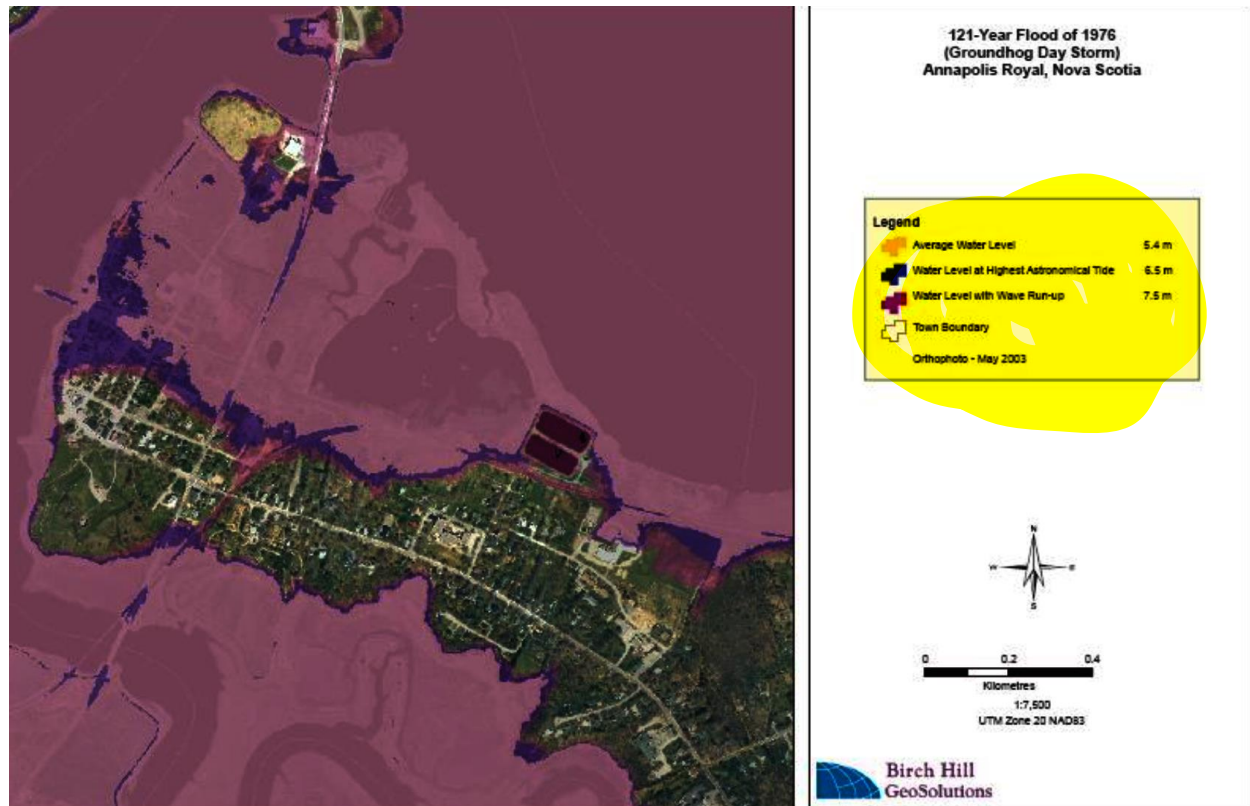 121-Year Flood of 1976
(Groundhog Day Storm)
Annapolis Royal, Nova Scotia
Legend
Average Water Level 5.4 m
Water Level at Highest Astronomical Tide 6.5 m
Water Level with Wave Run-up 7.5 m
Town Boundary
Orthophoto - May 2003
N
W E
S
0 0.2 0.4
Kilometres
1:7,500
UTM Zone 20 NAD83
Birch Hill
GeoSolutions